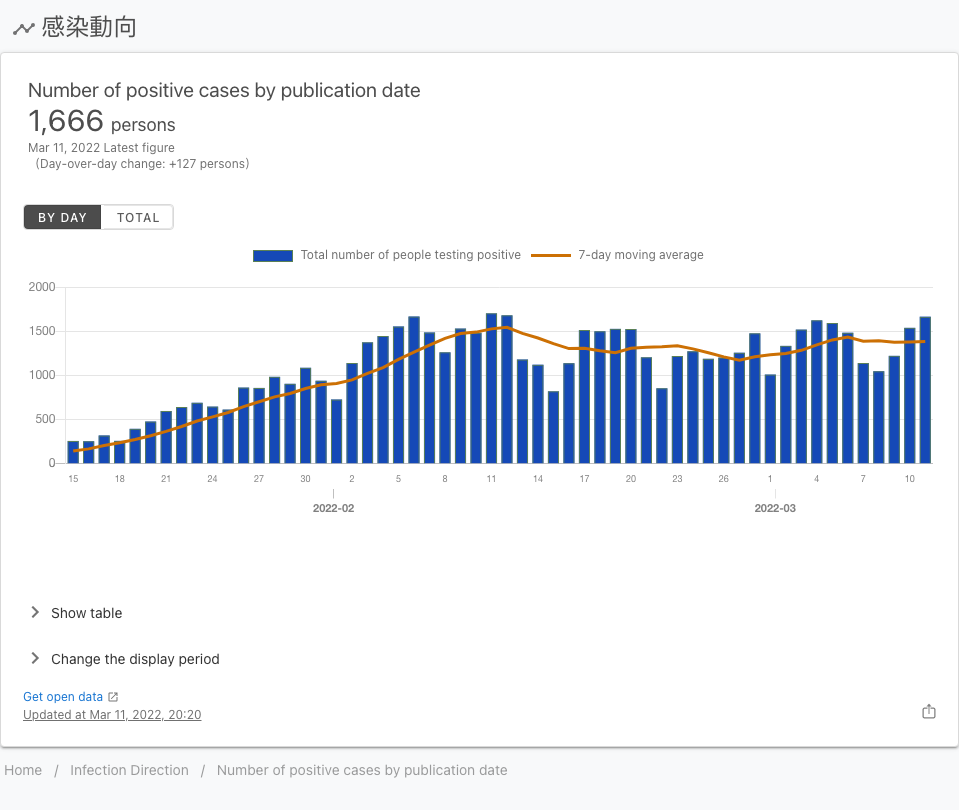 感染動向
Number of positive cases by publication date
1,666 persons
Mar 11, 2022 Latest figure
(Day-over-day change: +127 persons)
BY DAY TOTAL
Total number of people testing positive 7-day moving average
2000
1500
1000
500
0
15 18 21 24 27 30 2 5 8 11 14 17 20 23 26 1 4 7 10
2022-02 2022-03
Show table
Change the display period
Get open data
Updated at Mar 11, 2022, 20:20
Home / Infection Direction / Number of positive cases by publication date